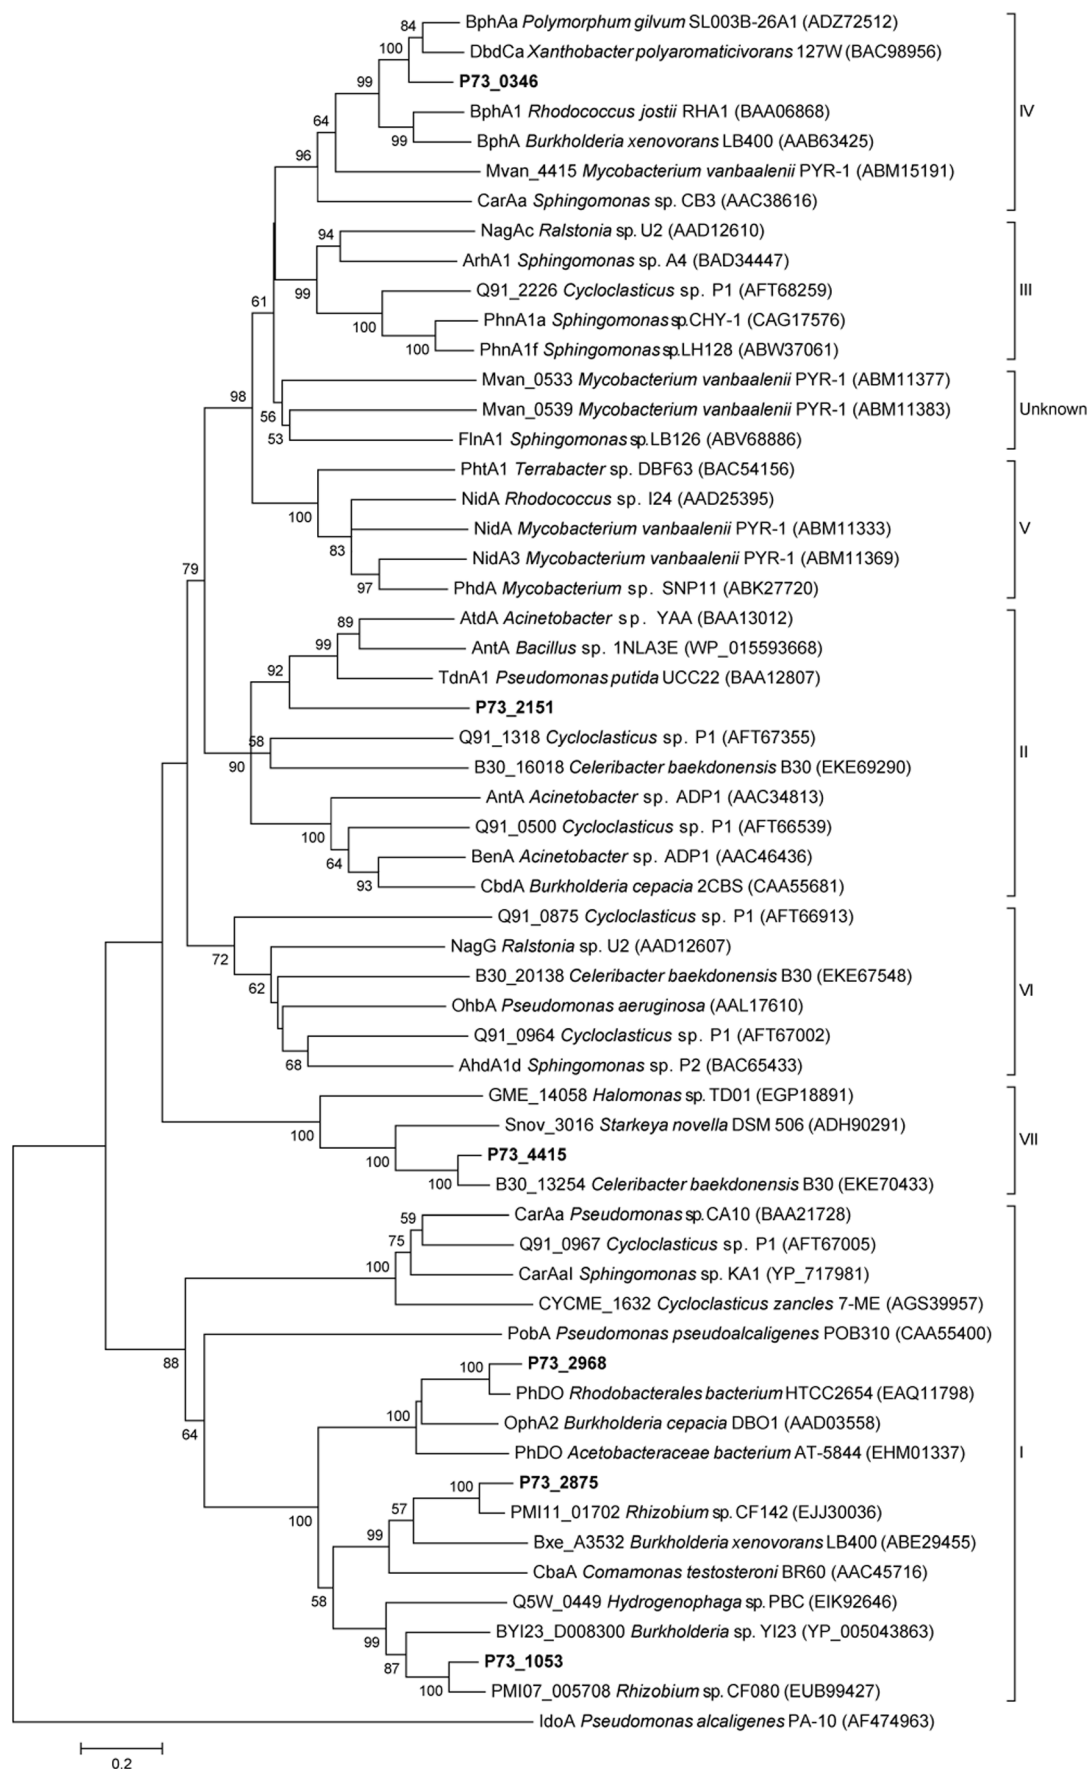 84
BphAa Polymorphum gilvum SL003B-26A1 (ADZ72512)
100
DbdCa Xanthobacter polyaromaticivorans 127W (BAC98956)
99
P73_0346
64
BphA1 Rhodococcus jostii RHA1 (BAA06868)
IV
99
BphA Burkholderia xenovorans LB400 (AAB63425)
96
Mvan_4415 Mycobacterium vanbaalenii PYR-1 (ABM15191)
CarAa Sphingomonas sp. CB3 (AAC38616)
94
NagAc Ralstonia sp. U2 (AAD12610)
ArhA1 Sphingomonas sp. A4 (BAD34447)
99
Q91_2226 Cycloclasticus sp. P1 (AFT68259)
III
61
100
PhnA1a Sphingomonas sp. CHY-1 (CAG17576)
100
PhnA1f Sphingomonas sp. LH128 (ABW37061)
Mvan_0533 Mycobacterium vanbaalenii PYR-1 (ABM11377)
98
56
Mvan_0539 Mycobacterium vanbaalenii PYR-1 (ABM11383)
Unknown
53
FlnA1 Sphingomonas sp. LB126 (ABV68886)
PhtA1 Terrabacter sp. DBF63 (BAC54156)
100
NidA Rhodococcus sp. I24 (AAD25395)
83
NidA Mycobacterium vanbaalenii PYR-1 (ABM11333)
V
79
NidA3 Mycobacterium vanbaalenii PYR-1 (ABM11369)
97
PhdA Mycobacterium sp. SNP11 (ABK27720)
89
AtdA Acinetobacter sp. YAA (BAA13012)
99
AntA Bacillus sp. 1NLA3E (WP_015593668)
92
TdnA1 Pseudomonas putida UCC22 (BAA12807)
P73_2151
58
Q91_1318 Cycloclasticus sp. P1 (AFT67355)
II
90
B30_16018 Celeribacter baekdonensis B30 (EKE69290)
AntA Acinetobacter sp. ADP1 (AAC34813)
100
Q91_0500 Cycloclasticus sp. P1 (AFT66539)
64
BenA Acinetobacter sp. ADP1 (AAC46436)
93
CbdA Burkholderia cepacia 2CBS (CAA55681)
Q91_0875 Cycloclasticus sp. P1 (AFT66913)
72
NagG Ralstonia sp. U2 (AAD12607)
62
B30_20138 Celeribacter baekdonensis B30 (EKE67548)
VI
OhbA Pseudomonas aeruginosa (AAL17610)
Q91_0964 Cycloclasticus sp. P1 (AFT67002)
68
AhdA1d Sphingomonas sp. P2 (BAC65433)
GME_14058 Halomonas sp. TD01 (EGP18891)
100
Snov_3016 Starkeya novella DSM 506 (ADH90291)
VII
100
P73_4415
100
B30_13254 Celeribacter baekdonensis B30 (EKE70433)
59
CarAa Pseudomonas sp. CA10 (BAA21728)
75
Q91_0967 Cycloclasticus sp. P1 (AFT67005)
100
CarAaI Sphingomonas sp. KA1 (YP_717981)
CYCME_1632 Cycloclasticus zancles 7-ME (AGS39957)
PobA Pseudomonas pseudoalcaligenes POB310 (CAA55400)
88
100
P73_2968
PhDO Rhodobacterales bacterium HTCC2654 (EAQ11798)
100
OphA2 Burkholderia cepacia DBO1 (AAD03558)
64
PhDO Acetobacteraceae bacterium AT-5844 (EHM01337)
I
100
P73_2875
57
PMI11_01702 Rhizobium sp. CF142 (EJJ30036)
100
99
Bxe_A3532 Burkholderia xenovorans LB400 (ABE29455)
CbaA Comamonas testosteroni BR60 (AAC45716)
58
Q5W_0449 Hydrogenophaga sp. PBC (EIK92646)
99
BYI23_D008300 Burkholderia sp. YI23 (YP_005043863)
87
P73_1053
100
PMI07_005708 Rhizobium sp. CF080 (EUB99427)
IdoA Pseudomonas alcaligenes PA-10 (AF474963)
0.2